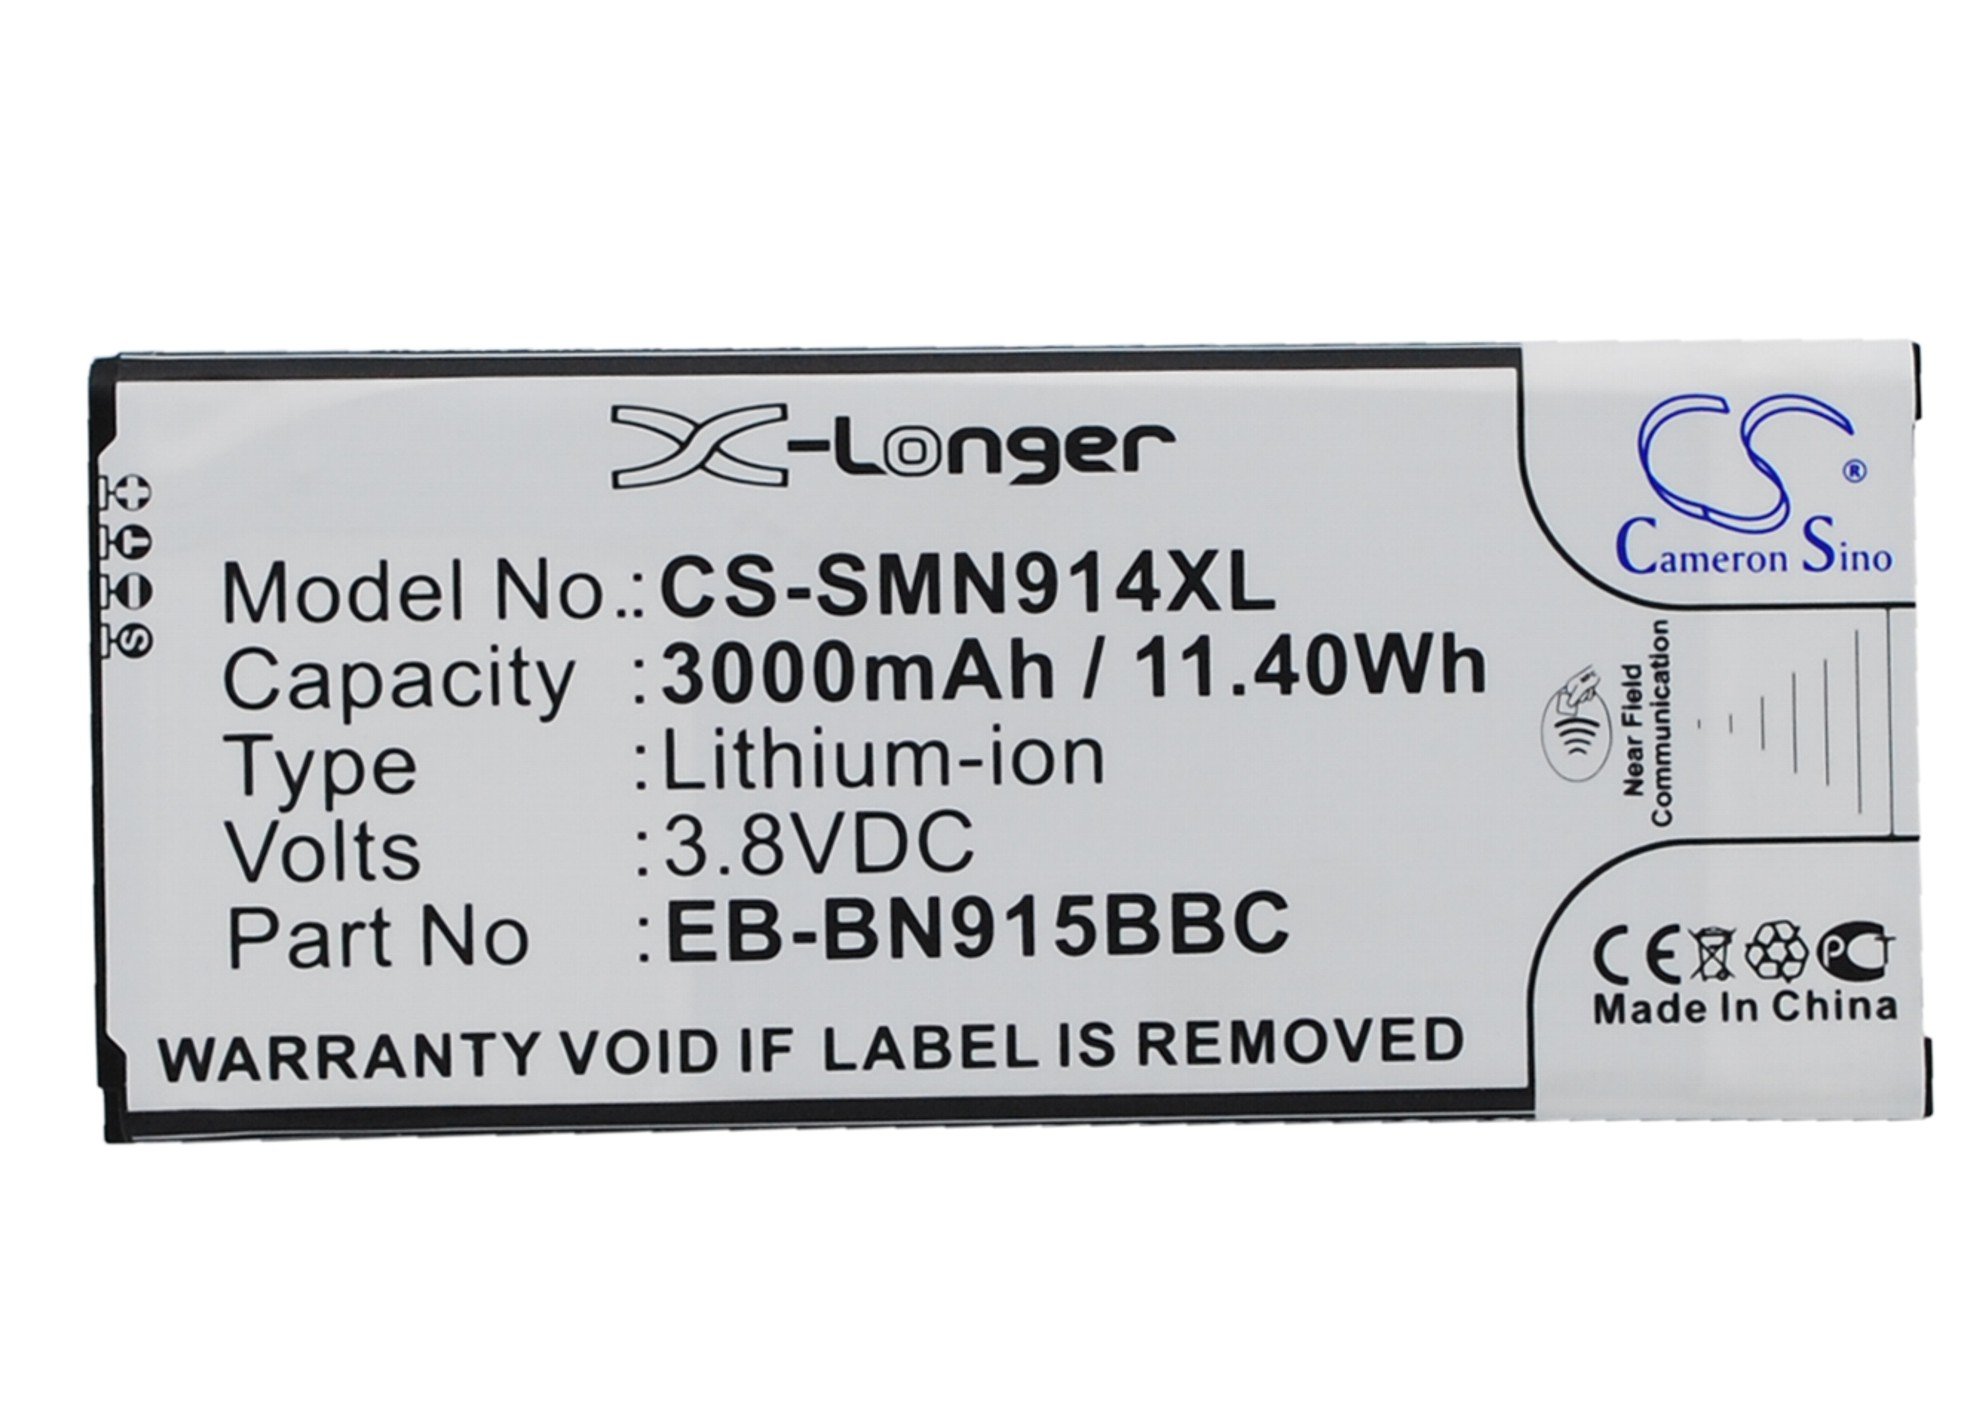 X-Longer
Model No.: CS-SMN914XL
Capacity : 3000mAh / 11.40Wh
Type : Lithium-ion
Volts : 3.8VDC
Part No : EB-BN915BBC
WARRANTY VOID IF LABEL IS REMOVED
CS ®
Cameron Sino
Near Field
Communication
CE PCT
Made In China
+
T
I
S